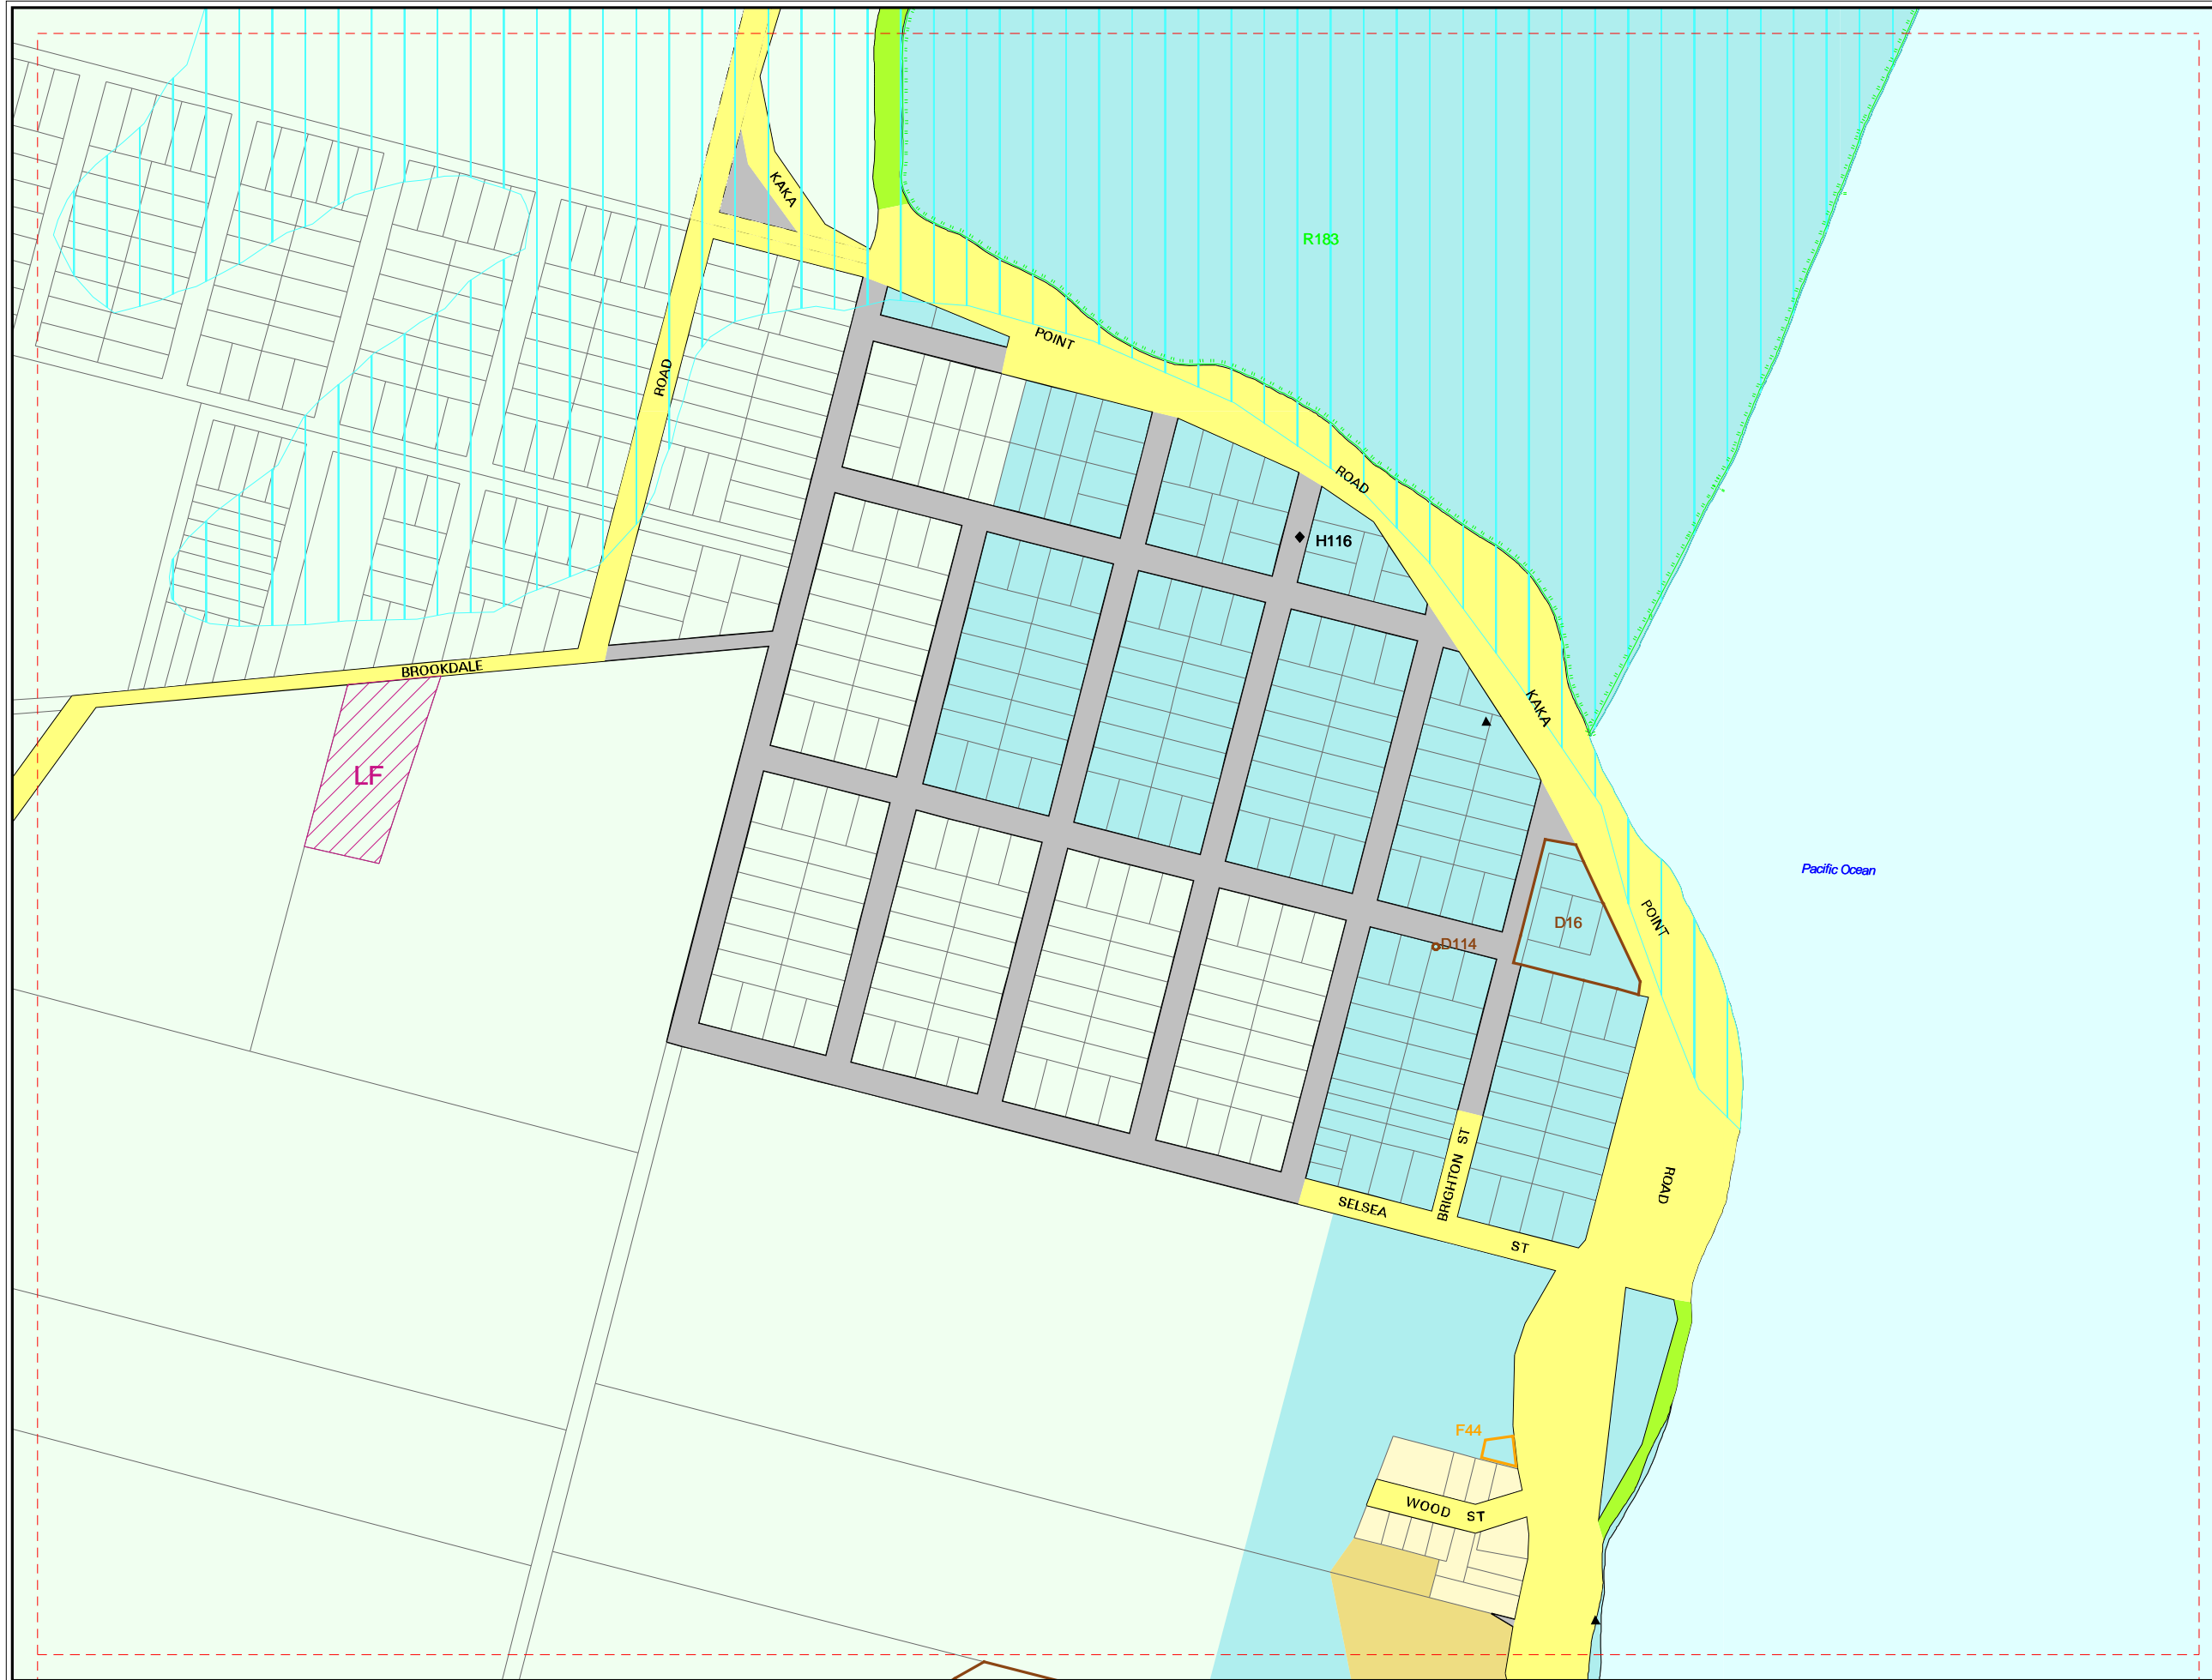 KAKA
R183
POINT
ROAD
ROAD
H116
BROOKDALE
KAKA
LF
Pacific Ocean
POINT
D16
D114
BRIGHTON ST
ROAD
SELSEA
ST
F44
WOOD ST